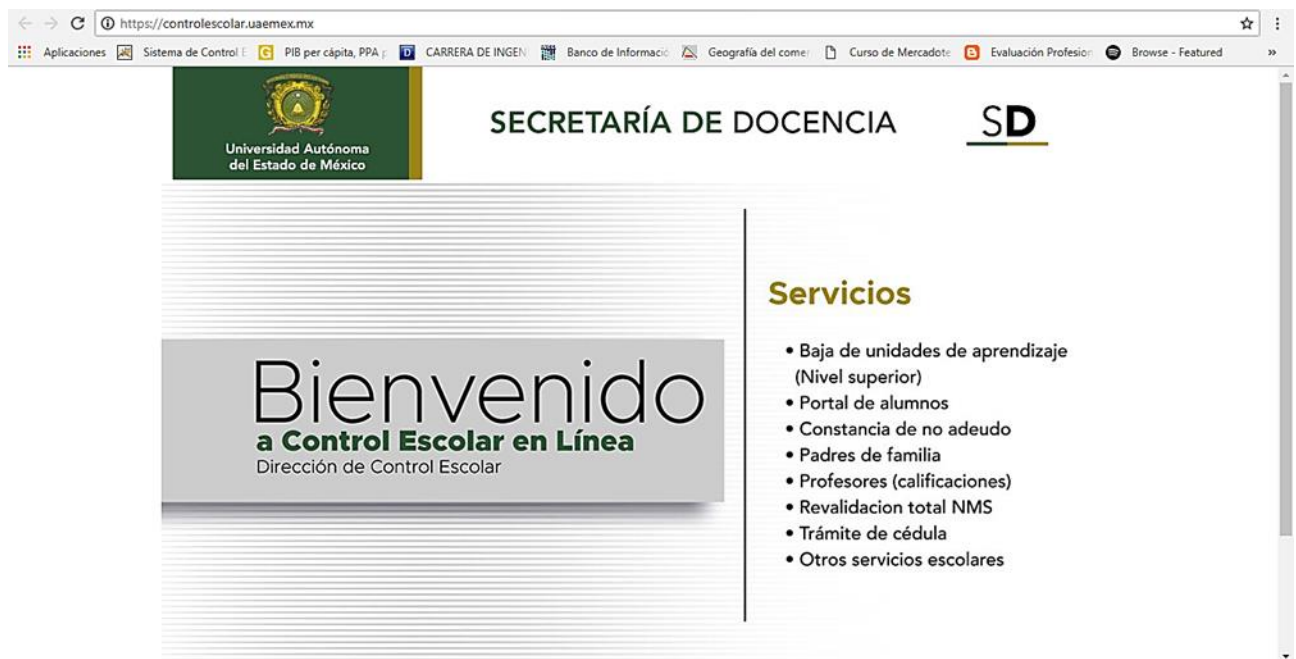 https://controlescolar.uaemex.mx
Aplicaciones Sistema de Control E PIB per cápita, PPA CARRERA DE INGEN Banco de Informació Geografía del comer Curso de Mercadote Evaluación Profesion Browse - Featured »
Universidad Autónoma
del Estado de México
SECRETARÍA DE DOCENCIA
SD
Bienvenido
a Control Escolar en Línea
Dirección de Control Escolar
Servicios
• Baja de unidades de aprendizaje
(Nivel superior)
• Portal de alumnos
• Constancia de no adeudo
• Padres de familia
• Profesores (calificaciones)
• Revalidacion total NMS
• Trámite de cédula
• Otros servicios escolares